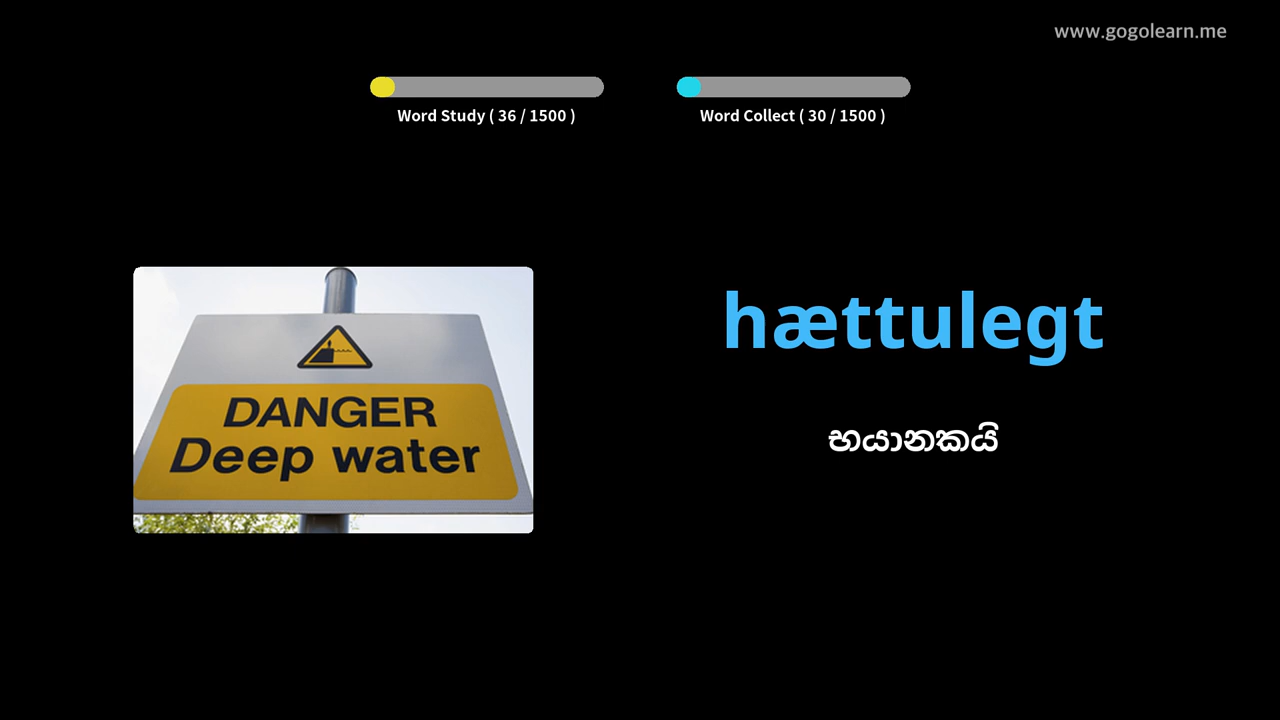 www.gogolearn.me
Word Study ( 36 / 1500 )
Word Collect ( 30 / 1500 )
DANGER
Deep water
hættulegt
භයානකයි